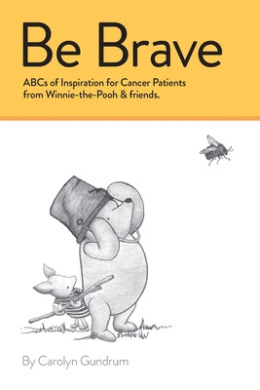 Be Brave
ABCs of Inspiration for Cancer Patients
from Winnie-the-Pooh & friends.
By Carolyn Gundrum